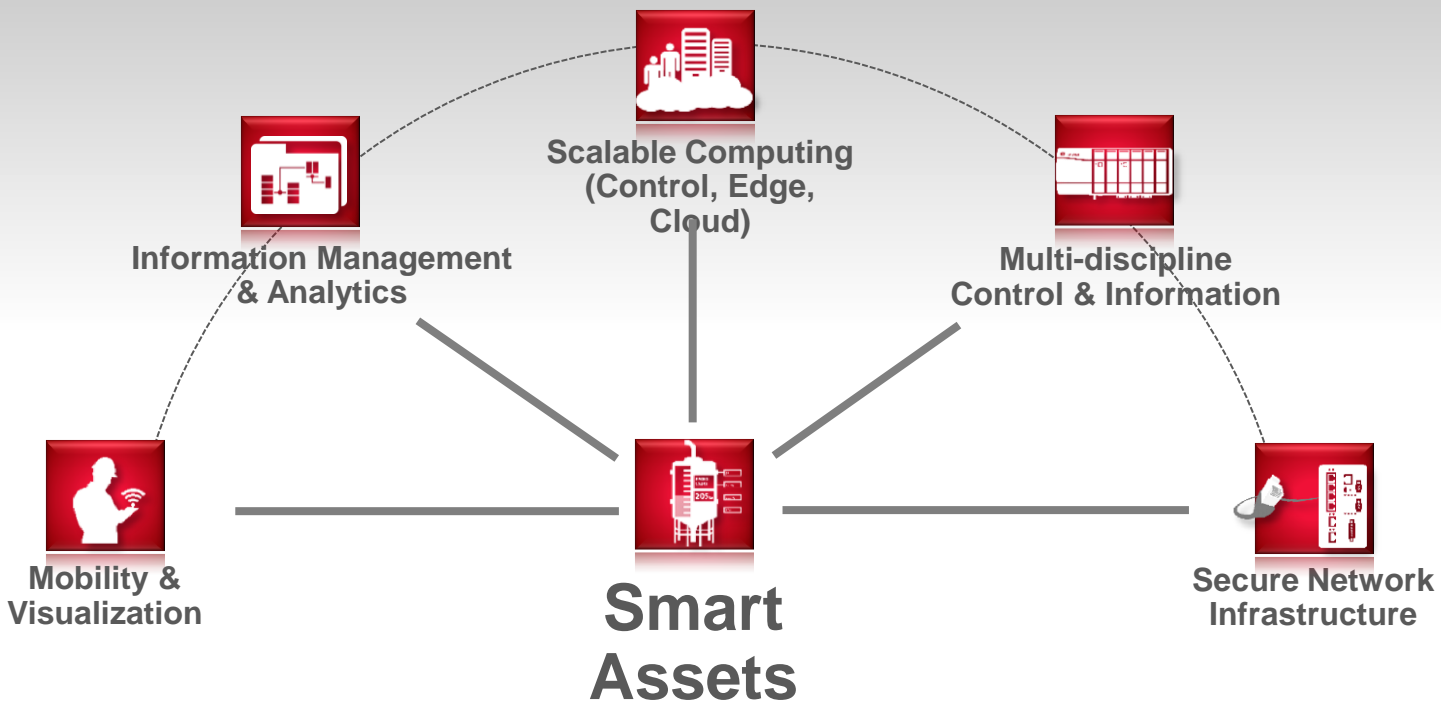 Scalable Computing
(Control, Edge,
Cloud)
Information Management
& Analytics
Multi-discipline
Control & Information
Mobility &
Visualization
205
Smart
Assets
Secure Network
Infrastructure